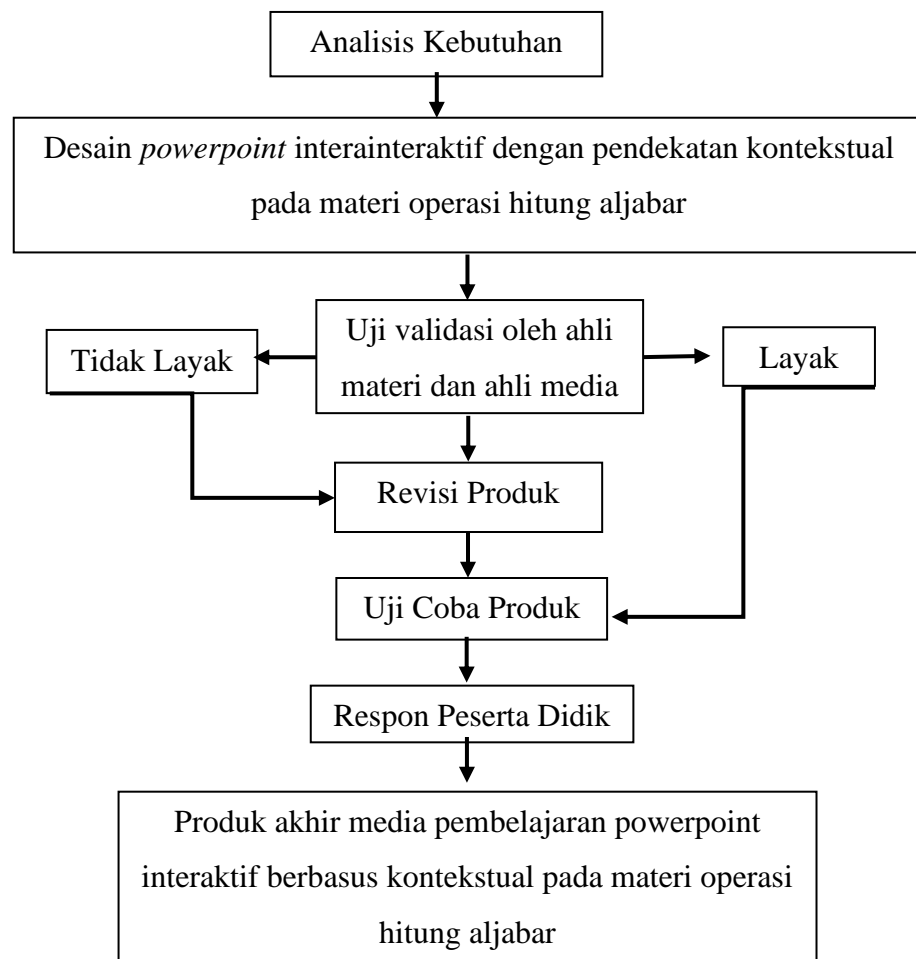 Analisis Kebutuhan
Desain powerpoint interainteraktif dengan pendekatan kontekstual
pada materi operasi hitung aljabar
Uji validasi oleh ahli
materi dan ahli media
Tidak Layak
Layak
Revisi Produk
Uji Coba Produk
Respon Peserta Didik
Produk akhir media pembelajaran powerpoint
interaktif berbasus kontekstual pada materi operasi
hitung aljabar